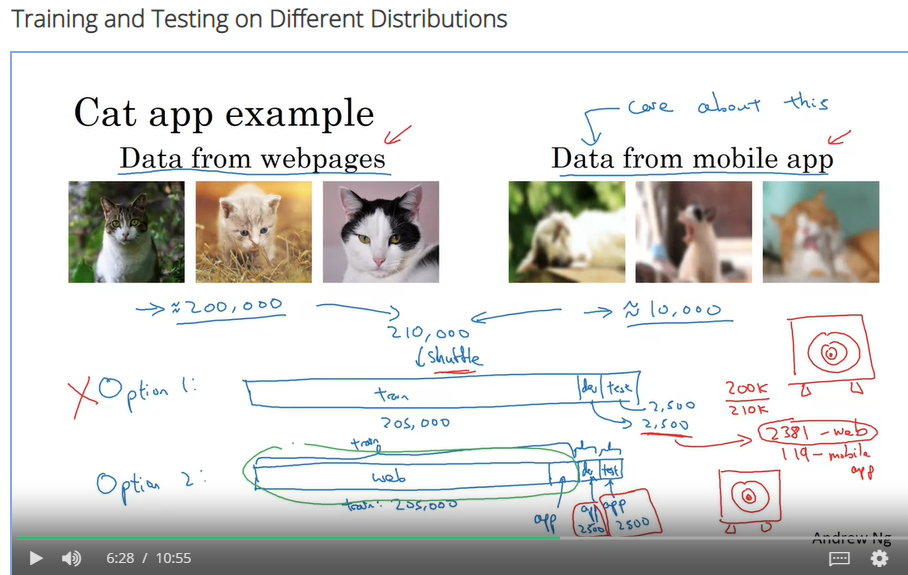 Training and Testing on Different Distributions
Cat app example
care about this
Data from webpages
Data from mobile app
→ ≈ 200,000
→ ≈ 10,000
210,000
↓ shuffle
X Option 1:
train
dev
test
205,000
2,500
2,500
200K
210K
2381 - web
119 - mobile
app
Option 2:
train
web
dev
test
train: 205,000
app
app
2500
app
2500
Andrew Ng
6:28 / 10:55